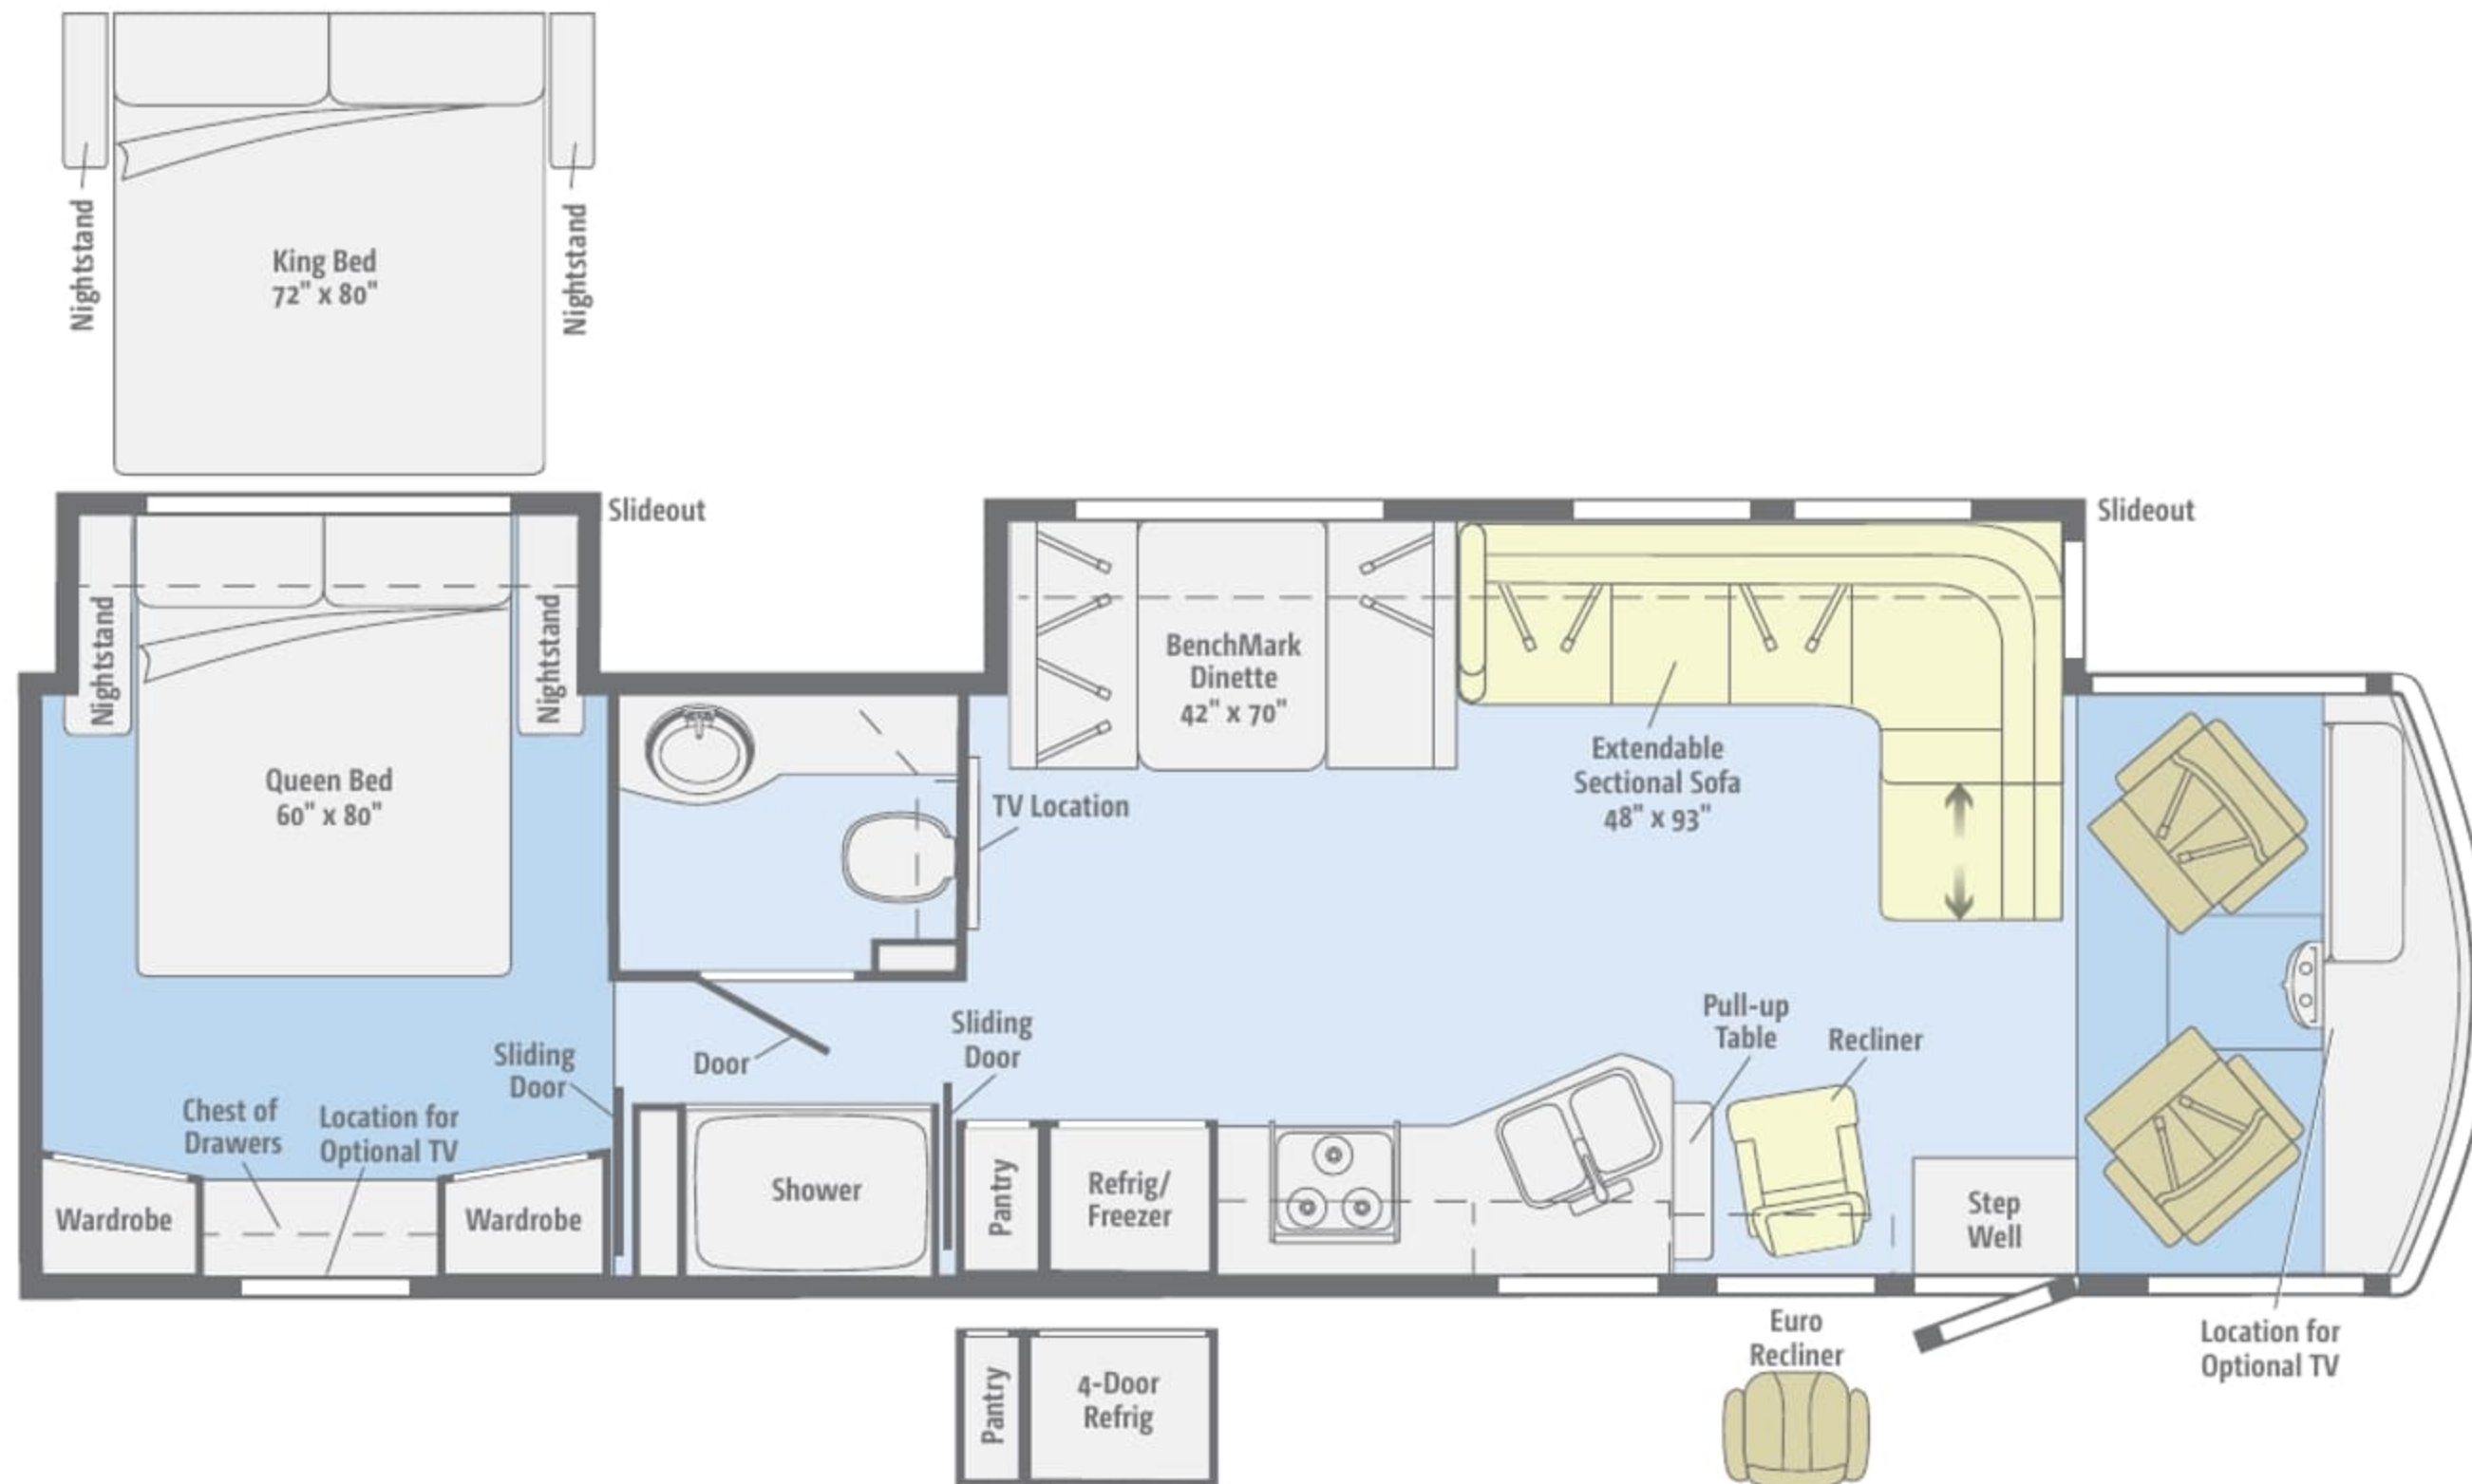 Nightstand
King Bed
72" x 80"
Nightstand
Slideout
Slideout
Nightstand
Nightstand
Queen Bed
60" x 80"
BenchMark
Dinette
42" x 70"
Extendable
Sectional Sofa
48" x 93"
TV Location
Sliding
Door
Door
Sliding
Door
Pull-up
Table
Recliner
Chest of
Drawers
Location for
Optional TV
Wardrobe
Wardrobe
Shower
Pantry
Refrig/
Freezer
Step
Well
Euro
Recliner
Location for
Optional TV
Pantry
4-Door
Refrig